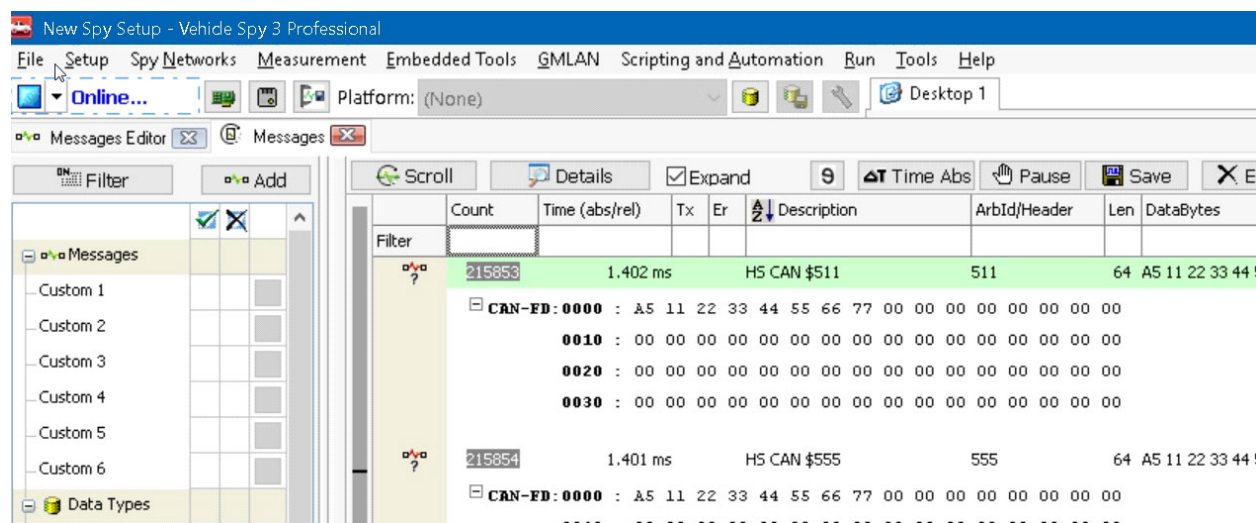 New Spy Setup - Vehicle Spy 3 Professional
File Setup Spy Networks Measurement Embedded Tools GMLAN Scripting and Automation Run Tools Help
Online... Platform: (None) Desktop 1
Messages Editor Messages
Filter Add Scroll Details Expand ΔT Time Abs Pause Save
Count Time (abs/rel) Tx Er Description ArbId/Header Len DataBytes
Filter
Messages
215853 1.402 ms HS CAN $511 511 64 A5 11 22 33 44
Custom 1
CAN-FD:0000 : A5 11 22 33 44 55 66 77 00 00 00 00 00 00 00 00
Custom 2
0010 : 00 00 00 00 00 00 00 00 00 00 00 00 00 00 00 00
Custom 3
0020 : 00 00 00 00 00 00 00 00 00 00 00 00 00 00 00 00
Custom 4
0030 : 00 00 00 00 00 00 00 00 00 00 00 00 00 00 00 00
Custom 5
215854 1.401 ms HS CAN $555 555 64 A5 11 22 33 44
Custom 6
CAN-FD:0000 : A5 11 22 33 44 55 66 77 00 00 00 00 00 00 00 00
Data Types